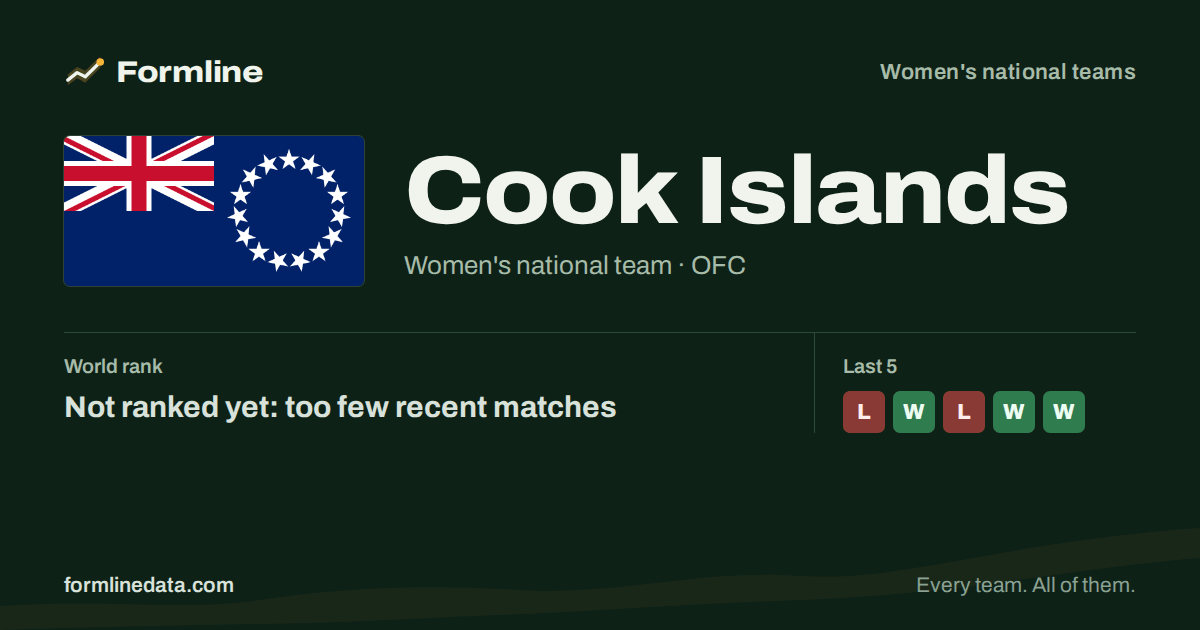 Formline
Women's national teams
Cook Islands
Women's national team · OFC
World rank
Not ranked yet: too few recent matches
Last 5
L W L W W
formlinedata.com
Every team. All of them.